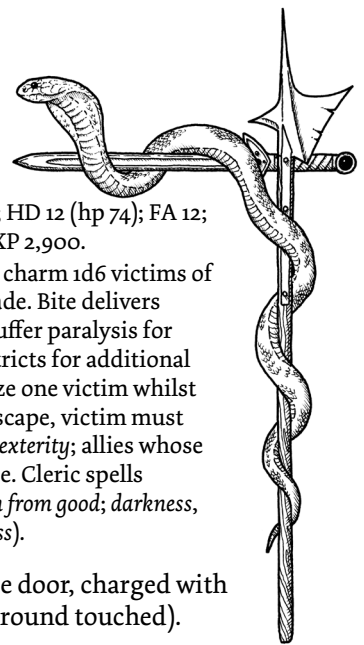 ; HD 12 (hp 74); FA 12;
XP 2,900.
charm 1d6 victims of
de. Bite delivers
uffer paralysis for
tricts for additional
ze one victim whilst
scape, victim must
exterity; allies whose
e. Cleric spells
n from good; darkness,
ss).
e door, charged with
round touched).